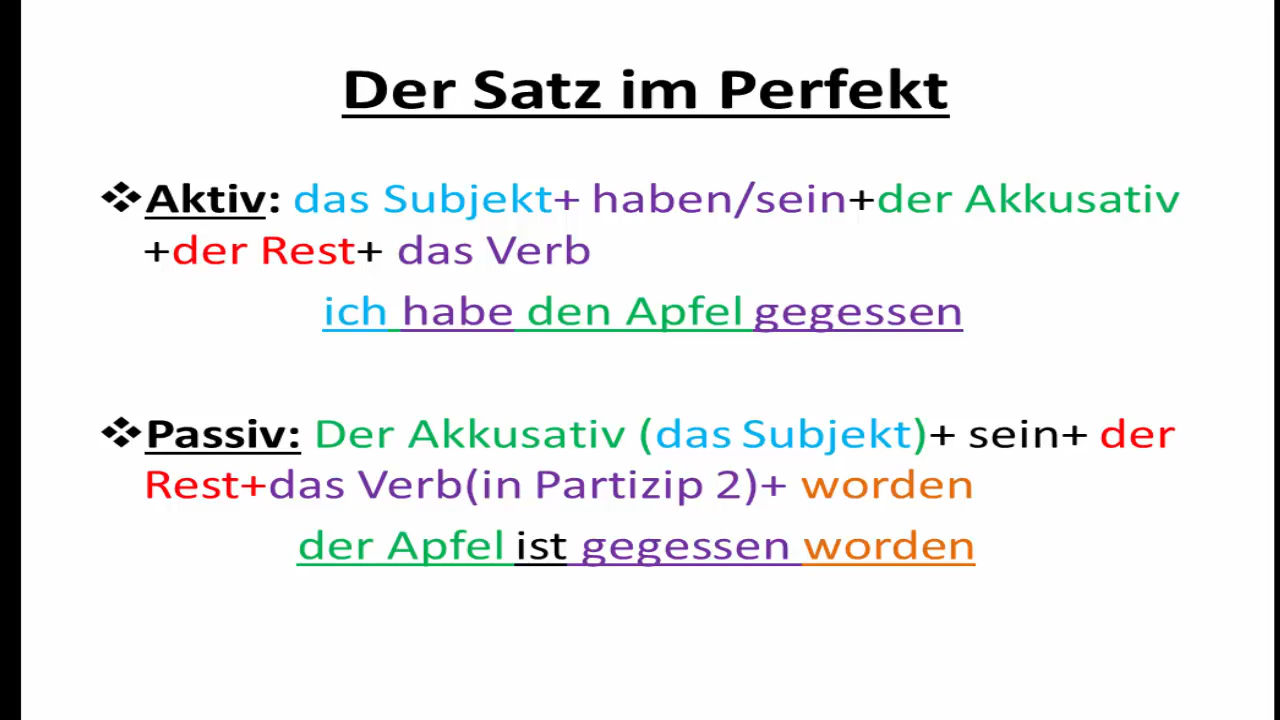 Der Satz im Perfekt
❖Aktiv: das Subjekt+ haben/sein+der Akkusativ
+der Rest+ das Verb
ich habe den Apfel gegessen
❖Passiv: Der Akkusativ (das Subjekt)+ sein+ der
Rest+das Verb(in Partizip 2)+ worden
der Apfel ist gegessen worden